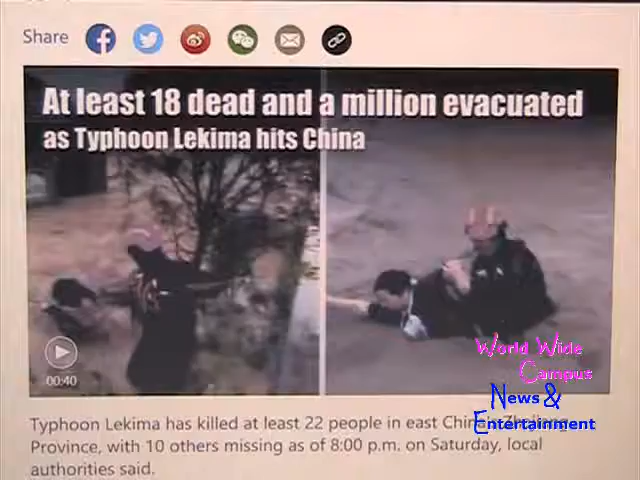 Share
At least 18 dead and a million evacuated
as Typhoon Lekima hits China
00:40
World Wide
Campus
News &
Entertainment
Typhoon Lekima has killed at least 22 people in east China's Zhejiang
Province, with 10 others missing as of 8:00 p.m. on Saturday, local
authorities said.